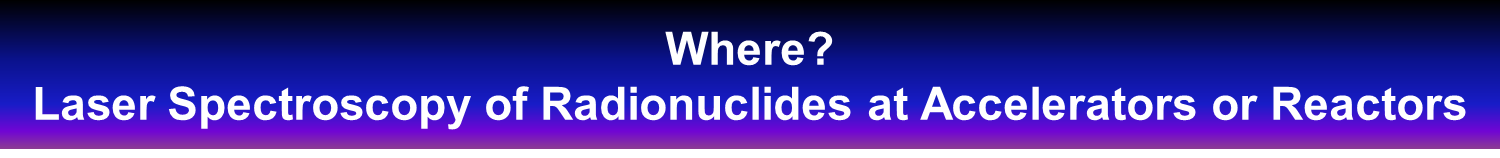 Where?
Laser Spectroscopy of Radionuclides at Accelerators or Reactors